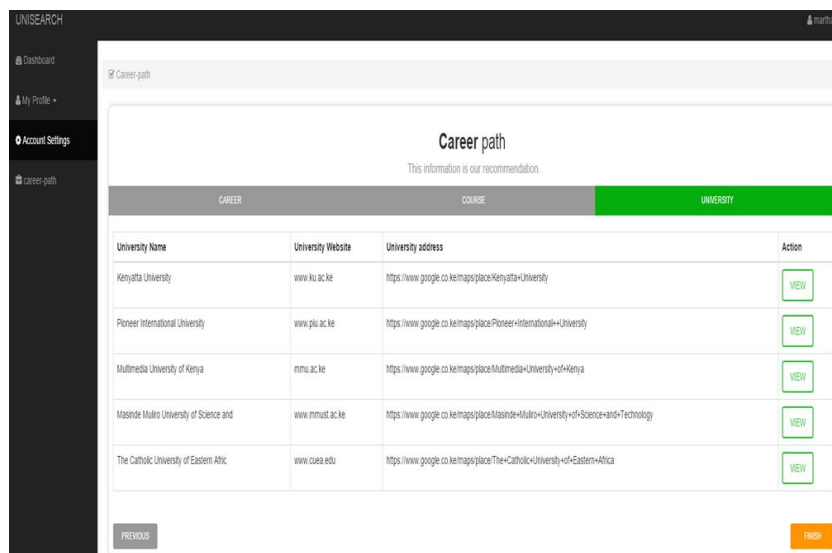 UNISEARCH
martha
Dashboard
My Profile
Account Settings
career-path
Career-path
Career path
This information is our recommendation.
CAREER COURSE UNIVERSITY
University Name University Website University address Action
Kenyatta University www.ku.ac.ke https://www.google.co.ke/maps/place/Kenyatta+University VIEW
Pioneer International University www.piu.ac.ke https://www.google.co.ke/maps/place/Pioneer+International++University VIEW
Multimedia University of Kenya mmu.ac.ke https://www.google.co.ke/maps/place/Multimedia+University+of+Kenya VIEW
Masinde Muliro University of Science and www.mmust.ac.ke https://www.google.co.ke/maps/place/Masinde+Muliro+University+of+Science+and+Technology VIEW
The Catholic University of Eastern Afric www.cuea.edu https://www.google.co.ke/maps/place/The+Catholic+University+of+Eastern+Africa VIEW
PREVIOUS FINISH